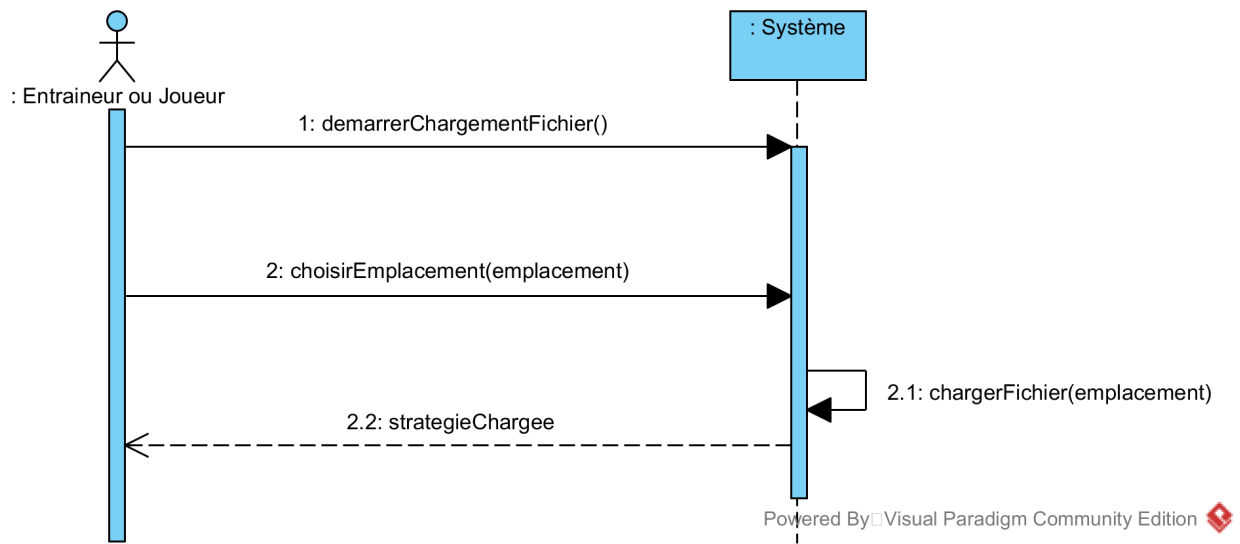 : Système
: Entraineur ou Joueur
1: demarrerChargementFichier()
2: choisirEmplacement(emplacement)
2.1: chargerFichier(emplacement)
2.2: strategieChargee
Powered By Visual Paradigm Community Edition